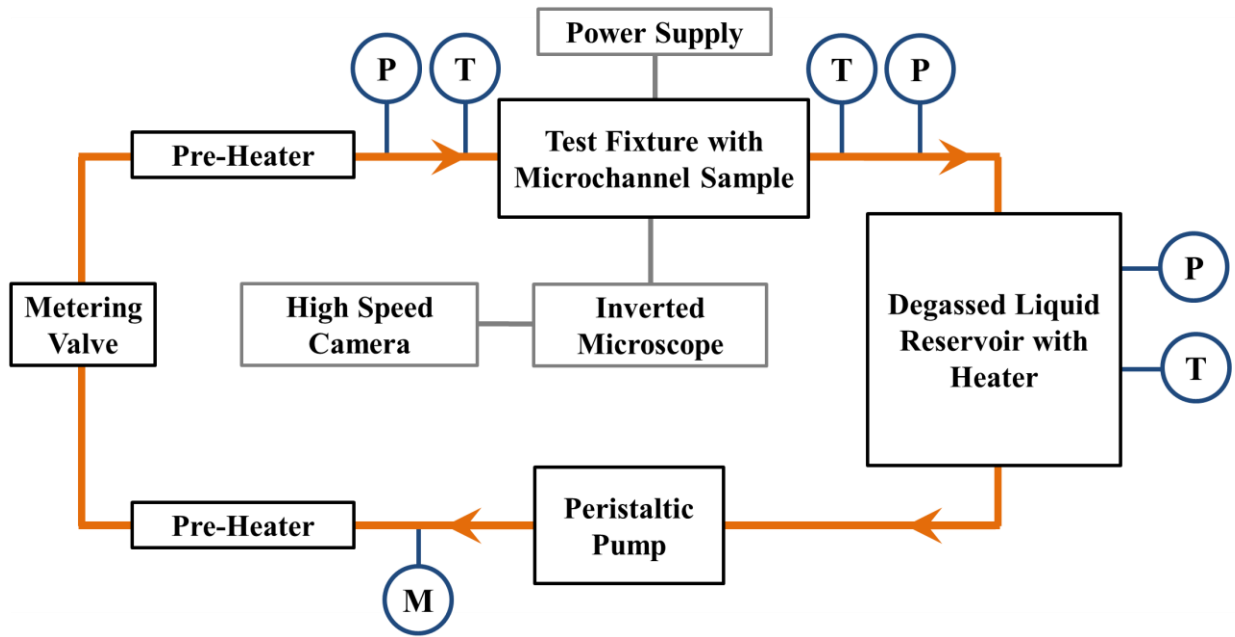 Power Supply
P
T
T
P
Pre-Heater
Test Fixture with
Microchannel Sample
P
Metering
Valve
High Speed
Camera
Inverted
Microscope
Degassed Liquid
Reservoir with
Heater
T
Pre-Heater
Peristaltic
Pump
M